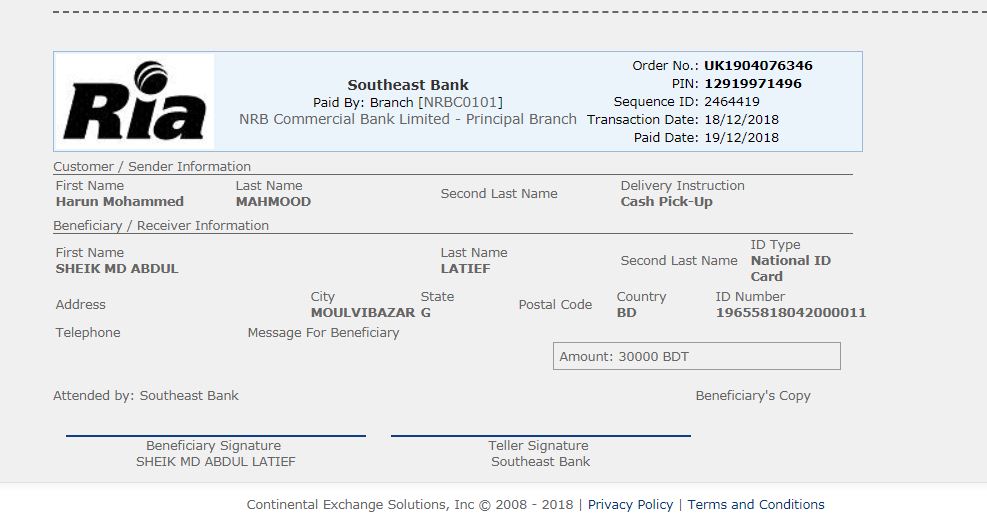 Ria
Southeast Bank
Paid By: Branch [NRBC0101]
NRB Commercial Bank Limited - Principal Branch
Order No.: UK1904076346
PIN: 12919971496
Sequence ID: 2464419
Transaction Date: 18/12/2018
Paid Date: 19/12/2018
Customer / Sender Information
First Name Last Name Second Last Name Delivery Instruction
Harun Mohammed MAHMOOD Cash Pick-Up
Beneficiary / Receiver Information
First Name Last Name Second Last Name ID Type
SHEIK MD ABDUL LATIEF National ID
Card
Address City State Postal Code Country ID Number
MOULVIBAZAR G BD 19655818042000011
Telephone Message For Beneficiary
Amount: 30000 BDT
Attended by: Southeast Bank Beneficiary's Copy
Beneficiary Signature Teller Signature
SHEIK MD ABDUL LATIEF Southeast Bank
Continental Exchange Solutions, Inc © 2008 - 2018 | Privacy Policy | Terms and Conditions